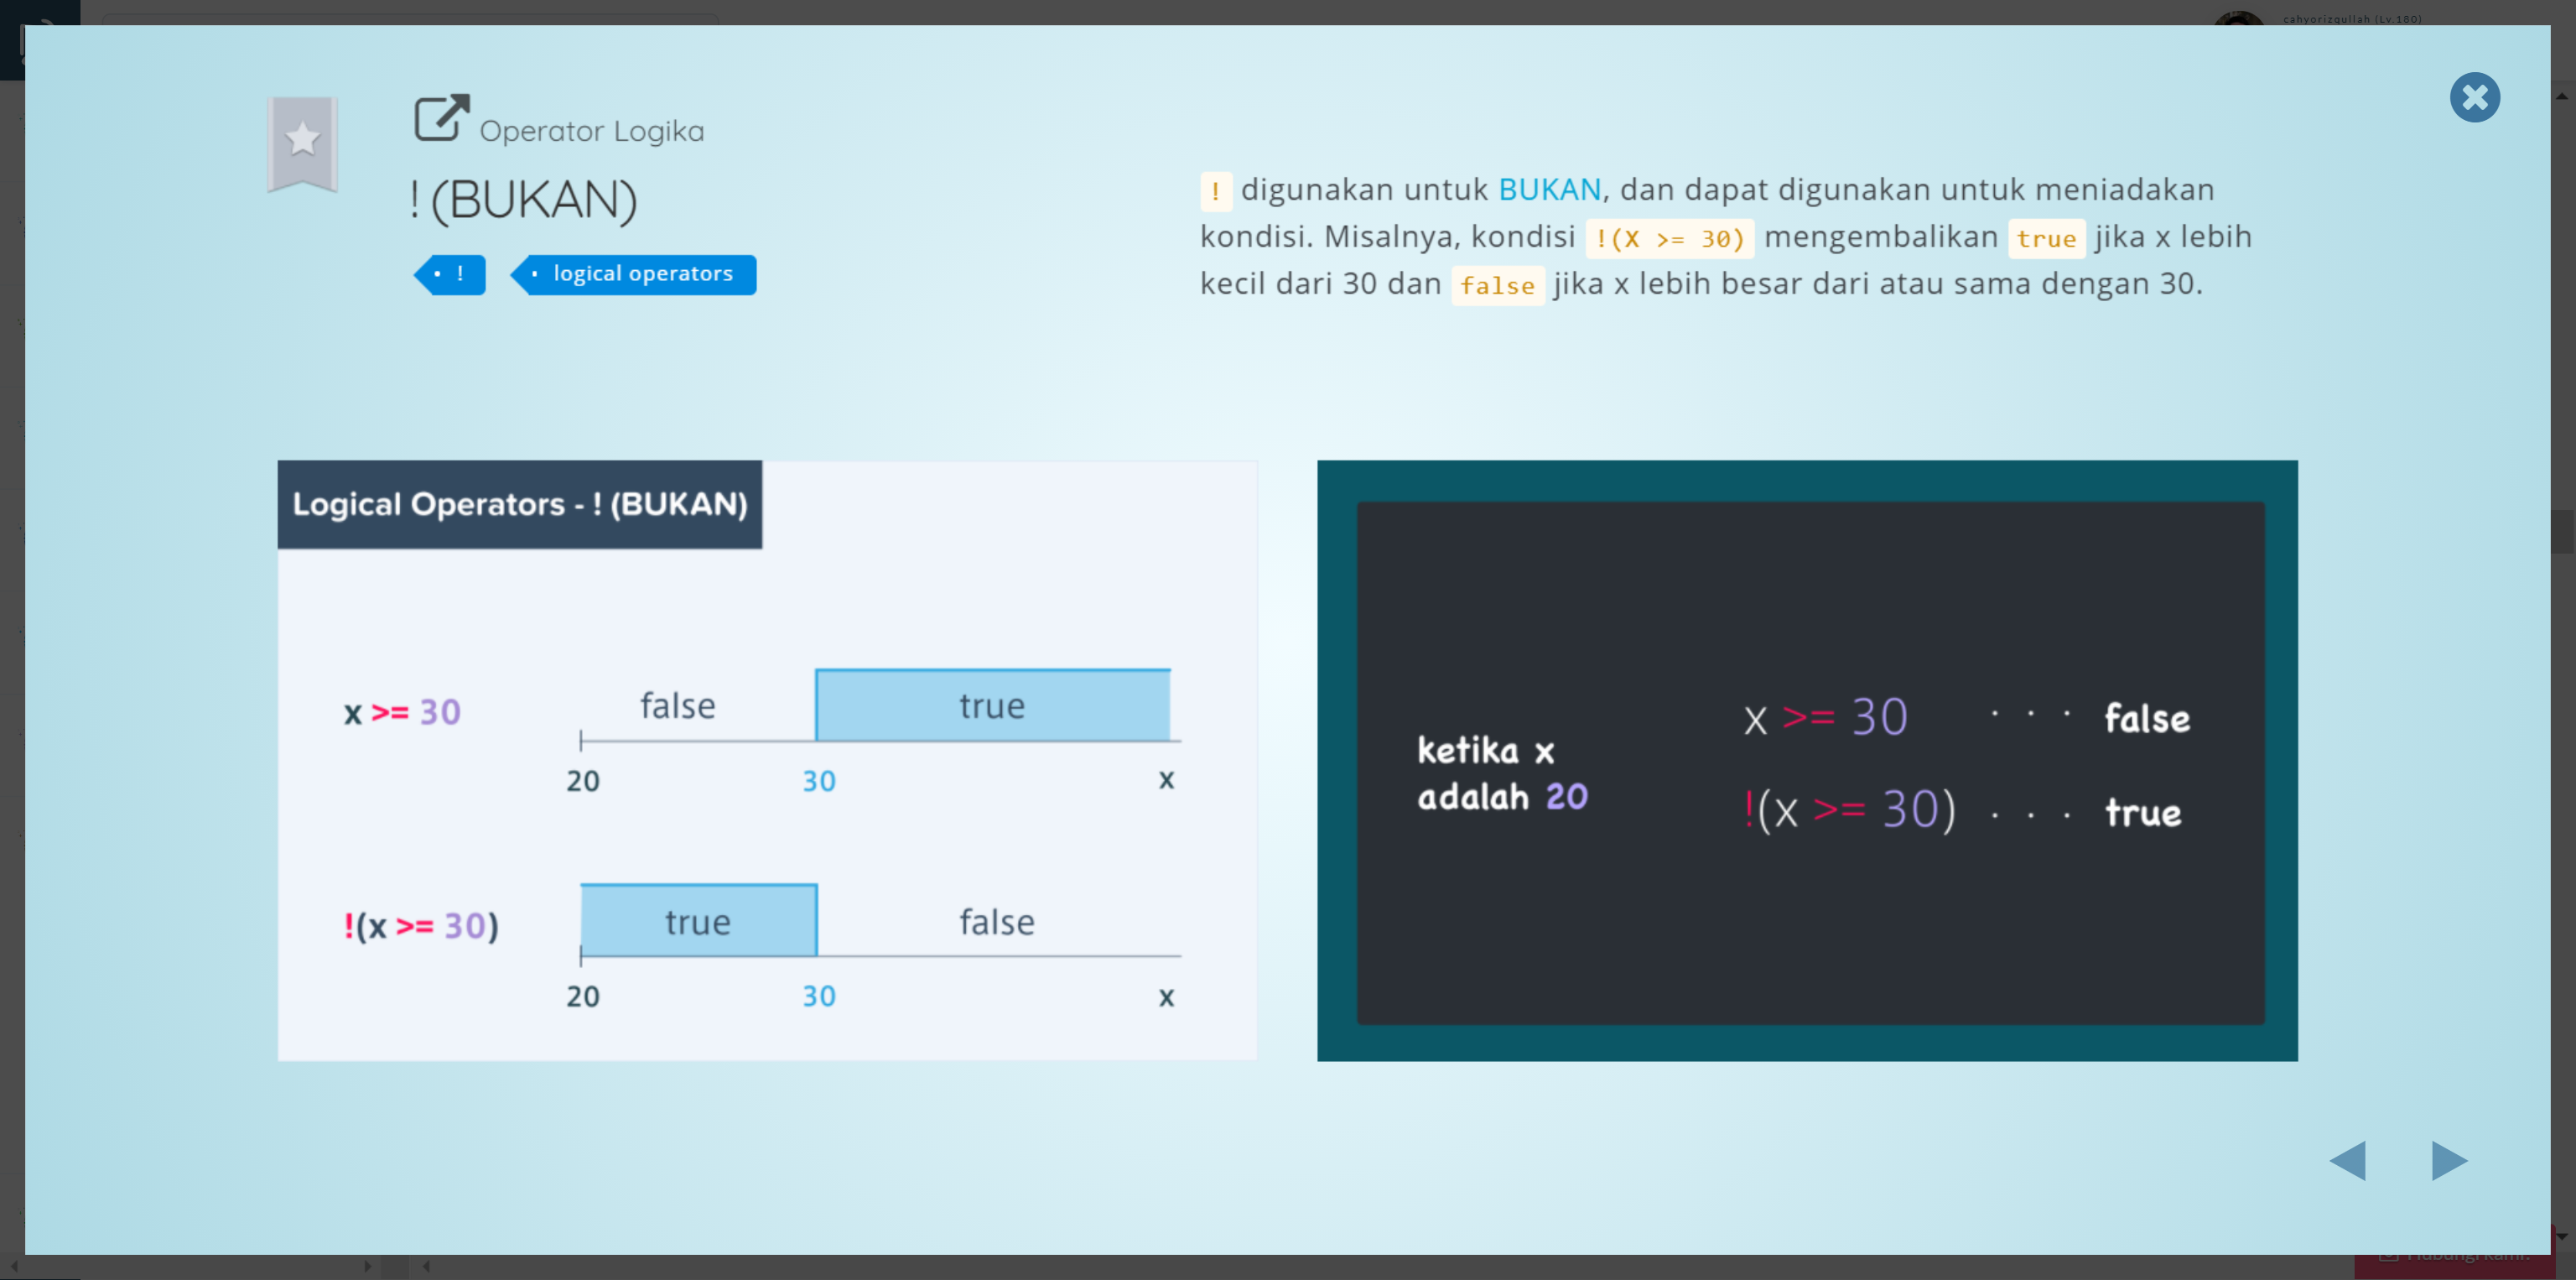 cahyorizqullah (Lv.180)
Operator Logika
! (BUKAN)
!
logical operators
! digunakan untuk BUKAN, dan dapat digunakan untuk meniadakan
kondisi. Misalnya, kondisi !(X >= 30) mengembalikan true jika x lebih
kecil dari 30 dan false jika x lebih besar dari atau sama dengan 30.
Logical Operators - ! (BUKAN)
x >= 30
false
true
20
30
x
!(x >= 30)
true
false
20
30
x
ketika x
adalah 20
x >= 30 · · · false
!(x >= 30) · · · true
Hubungi kami.